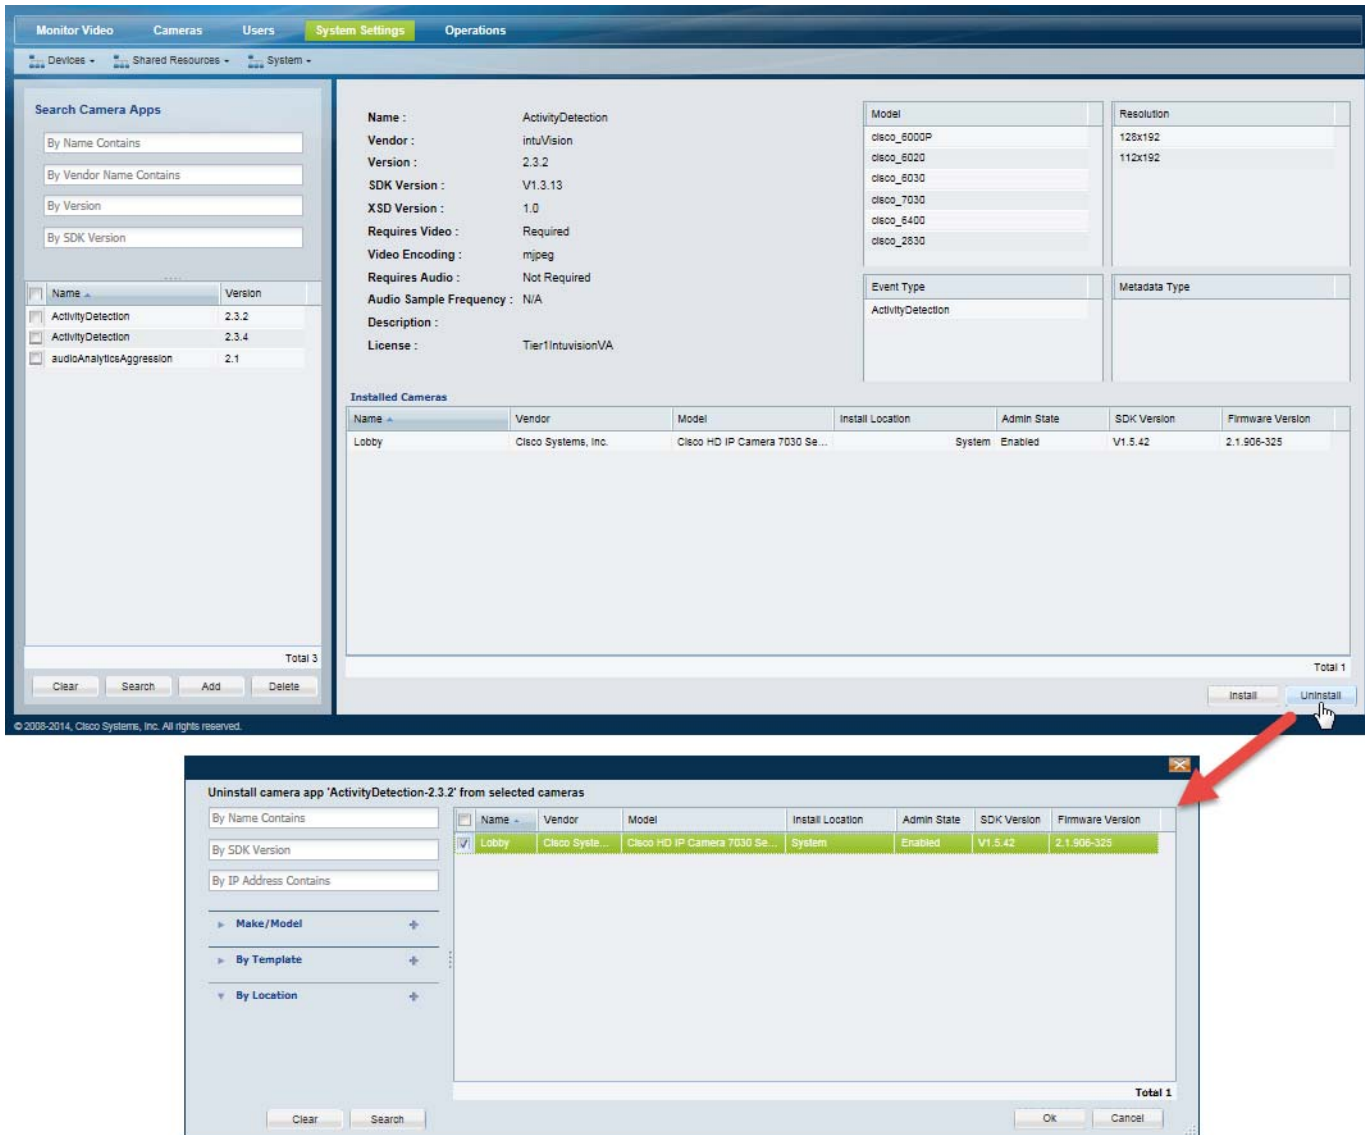 Monitor Video Cameras Users System Settings Operations
Devices Shared Resources System
Search Camera Apps
By Name Contains
By Vendor Name Contains
By Version
By SDK Version
Name Version
ActivityDetection 2.3.2
ActivityDetection 2.3.4
audioAnalyticsAggression 2.1
Total 3
Clear Search Add Delete
Name : ActivityDetection
Vendor : intuVision
Version : 2.3.2
SDK Version : V1.3.13
XSD Version : 1.0
Requires Video : Required
Video Encoding : mjpeg
Requires Audio : Not Required
Audio Sample Frequency : N/A
Description :
License : Tier1IntuvisionVA
Model
cisco_6000P
cisco_6020
cisco_6030
cisco_7030
cisco_6400
cisco_2830
Resolution
128x192
112x192
Event Type
ActivityDetection
Metadata Type
Installed Cameras
Name Vendor Model Install Location Admin State SDK Version Firmware Version
Lobby Cisco Systems, Inc. Cisco HD IP Camera 7030 Se... System Enabled V1.5.42 2.1.906-325
Total 1
Install Uninstall
© 2008-2014, Cisco Systems, Inc. All rights reserved.
Uninstall camera app 'ActivityDetection-2.3.2' from selected cameras
By Name Contains
By SDK Version
By IP Address Contains
Make/Model
By Template
By Location
Clear Search
Name Vendor Model Install Location Admin State SDK Version Firmware Version
Lobby Cisco Syste... Cisco HD IP Camera 7030 Se... System Enabled V1.5.42 2.1.906-325
Total 1
Ok Cancel